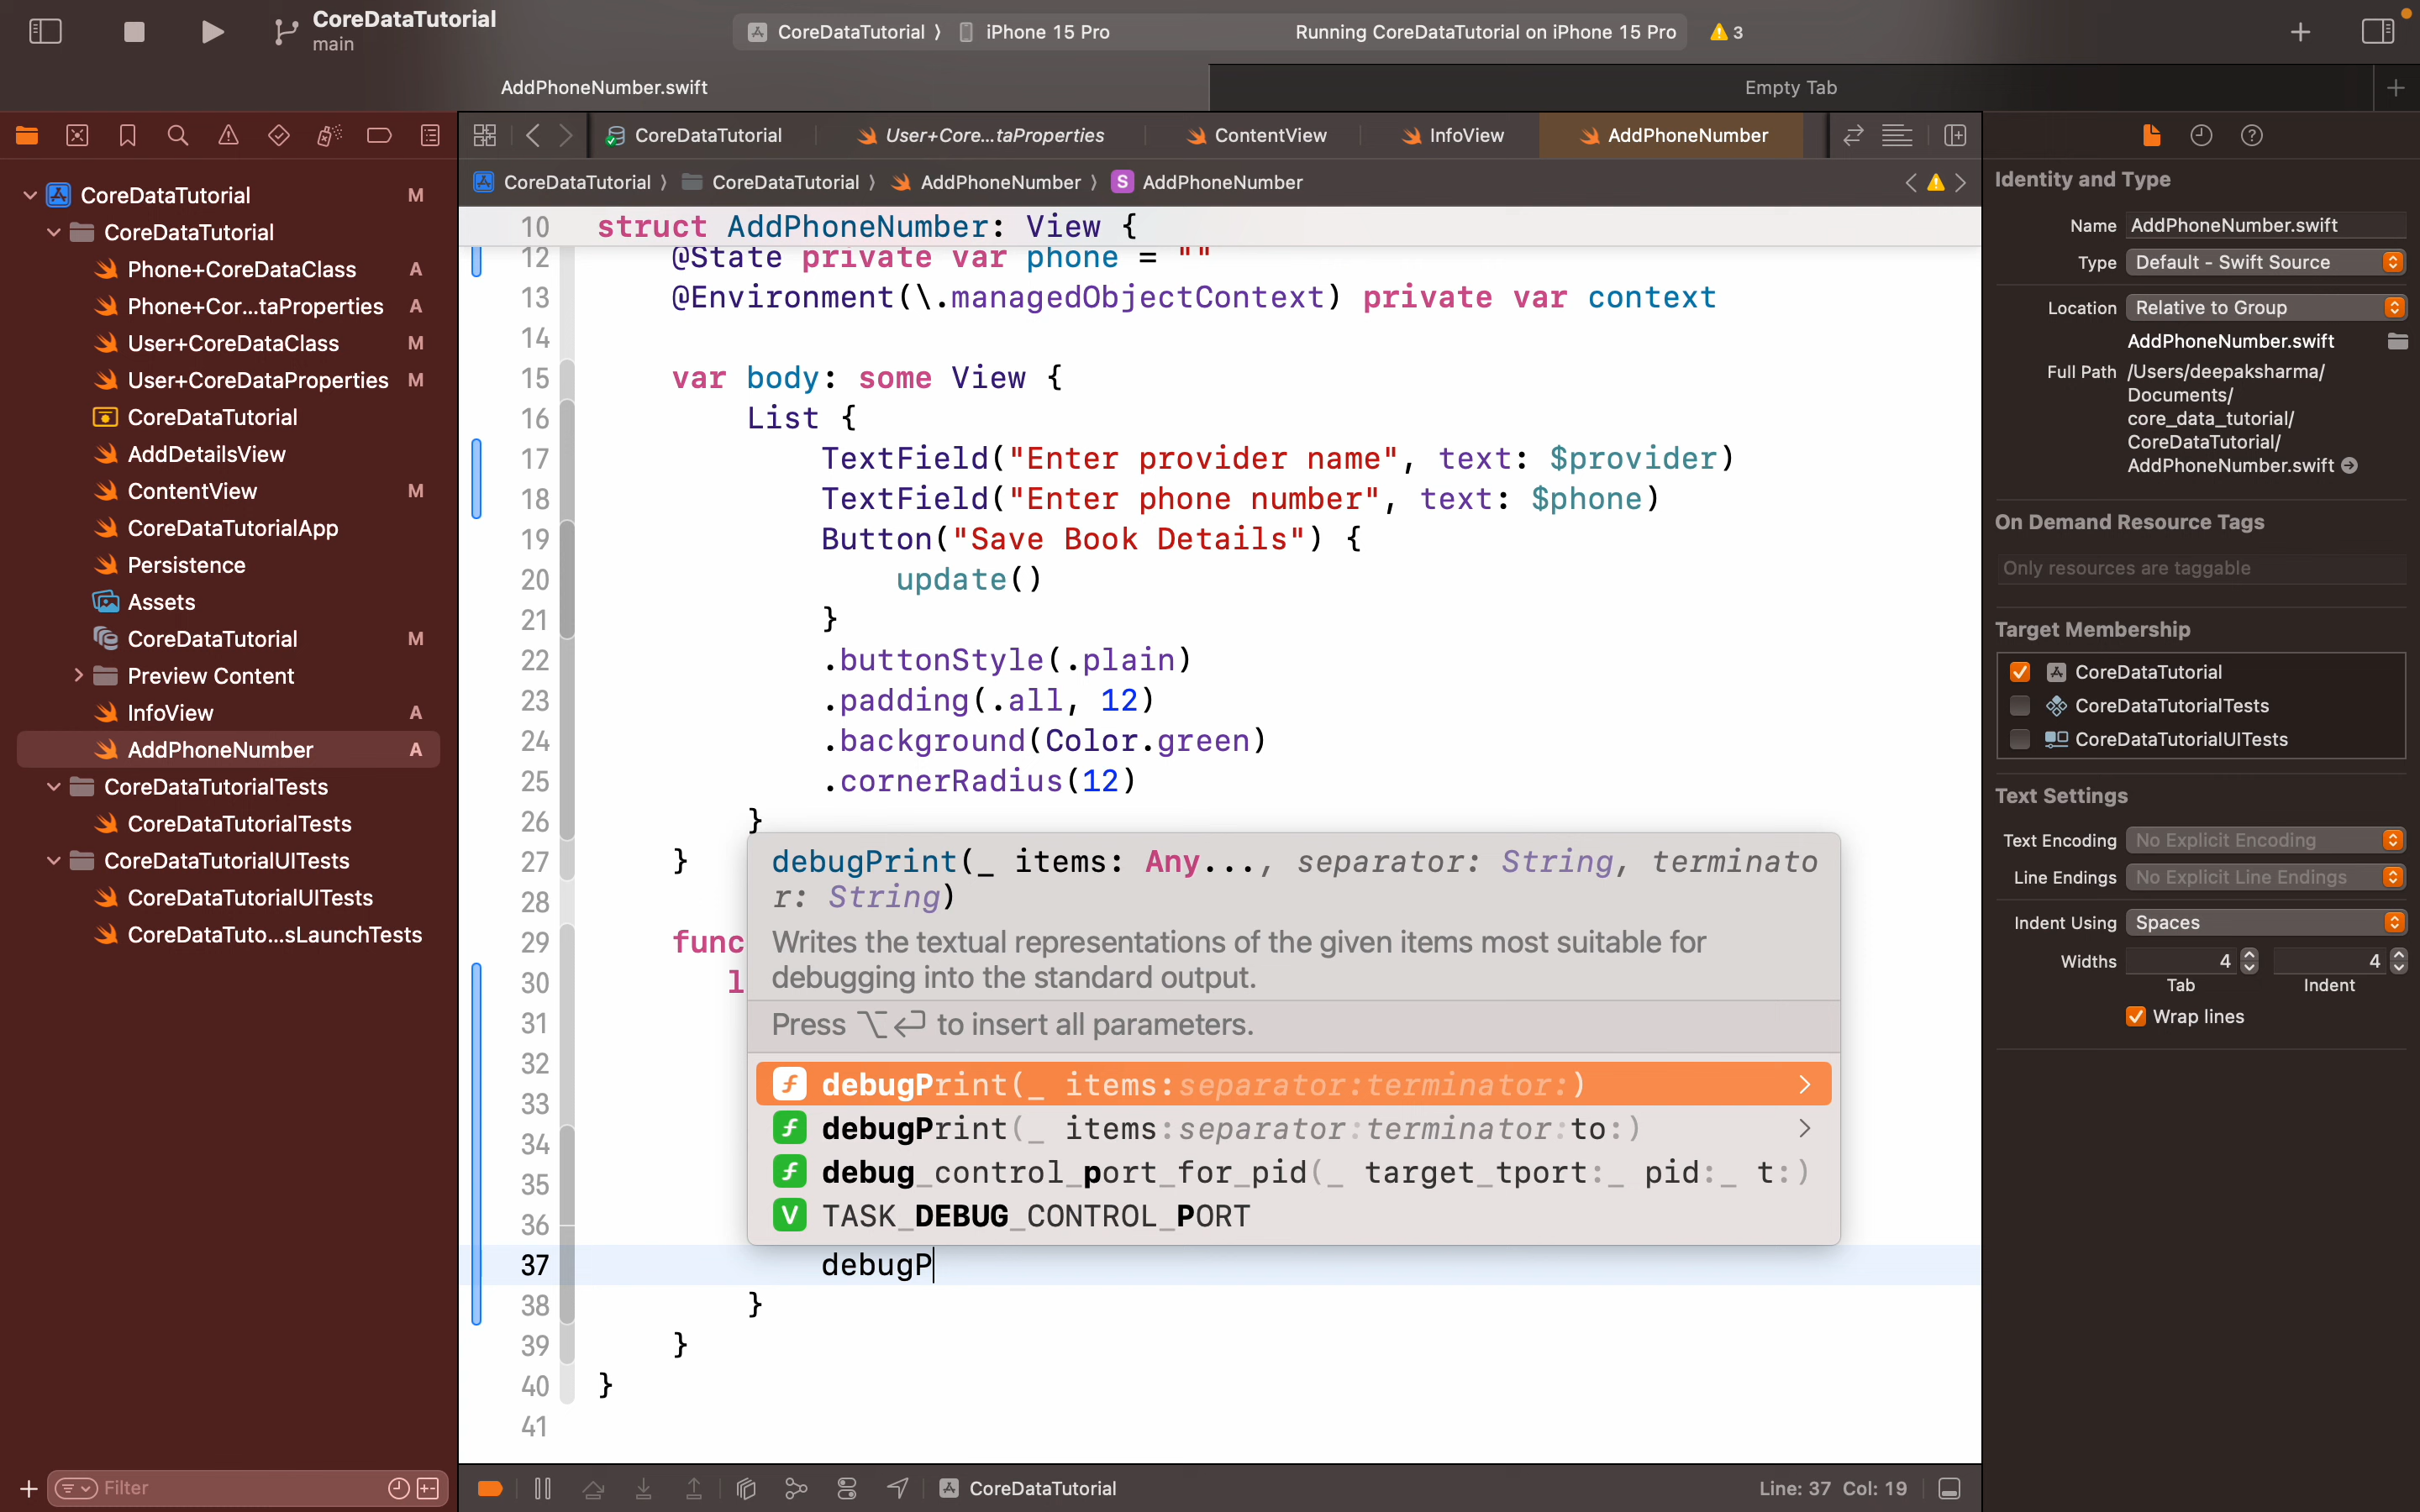 CoreDataTutorial
main
CoreDataTutorial ⟩ iPhone 15 Pro
Running CoreDataTutorial on iPhone 15 Pro
3
AddPhoneNumber.swift
Empty Tab
CoreDataTutorial
User+Core...taProperties
ContentView
InfoView
AddPhoneNumber
CoreDataTutorial ⟩ CoreDataTutorial ⟩ AddPhoneNumber ⟩ S AddPhoneNumber
CoreDataTutorial M
CoreDataTutorial
Phone+CoreDataClass A
Phone+Cor...taProperties A
User+CoreDataClass M
User+CoreDataProperties M
CoreDataTutorial
AddDetailsView
ContentView M
CoreDataTutorialApp
Persistence
Assets
CoreDataTutorial M
Preview Content
InfoView A
AddPhoneNumber A
CoreDataTutorialTests
CoreDataTutorialTests
CoreDataTutorialUITests
CoreDataTutorialUITests
CoreDataTuto...sLaunchTests
Filter
10 struct AddPhoneNumber: View {
12 @State private var phone = ""
13 @Environment(\.managedObjectContext) private var context
14
15 var body: some View {
16 List {
17 TextField("Enter provider name", text: $provider)
18 TextField("Enter phone number", text: $phone)
19 Button("Save Book Details") {
20 update()
21 }
22 .buttonStyle(.plain)
23 .padding(.all, 12)
24 .background(Color.green)
25 .cornerRadius(12)
26 }
27 }
28
29 func
30 l
31
32
33
34
35
36
37 debugP
38 }
39 }
40 }
41
debugPrint(_ items: Any..., separator: String, terminato
r: String)
Writes the textual representations of the given items most suitable for
debugging into the standard output.
Press ⌥↩ to insert all parameters.
f debugPrint(_ items:separator:terminator:)
f debugPrint(_ items:separator:terminator:to:)
f debug_control_port_for_pid(_ target_tport:_ pid:_ t:)
V TASK_DEBUG_CONTROL_PORT
CoreDataTutorial
Line: 37 Col: 19
Identity and Type
Name AddPhoneNumber.swift
Type Default - Swift Source
Location Relative to Group
AddPhoneNumber.swift
Full Path /Users/deepaksharma/
Documents/
core_data_tutorial/
CoreDataTutorial/
AddPhoneNumber.swift
On Demand Resource Tags
Only resources are taggable
Target Membership
CoreDataTutorial
CoreDataTutorialTests
CoreDataTutorialUITests
Text Settings
Text Encoding No Explicit Encoding
Line Endings No Explicit Line Endings
Indent Using Spaces
Widths 4 4
Tab Indent
Wrap lines